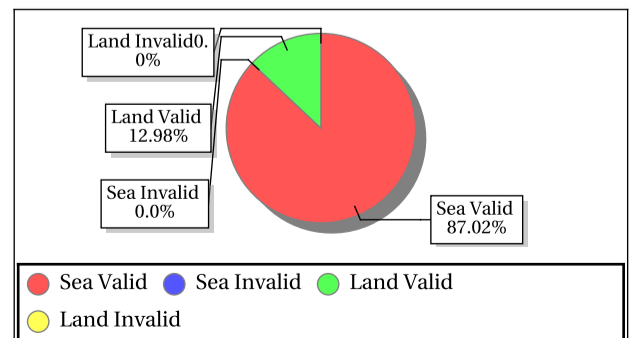 Land Invalid0.
0%
Land Valid
12.98%
Sea Invalid
0.0%
Sea Valid
87.02%
Sea Valid
Sea Invalid
Land Valid
Land Invalid